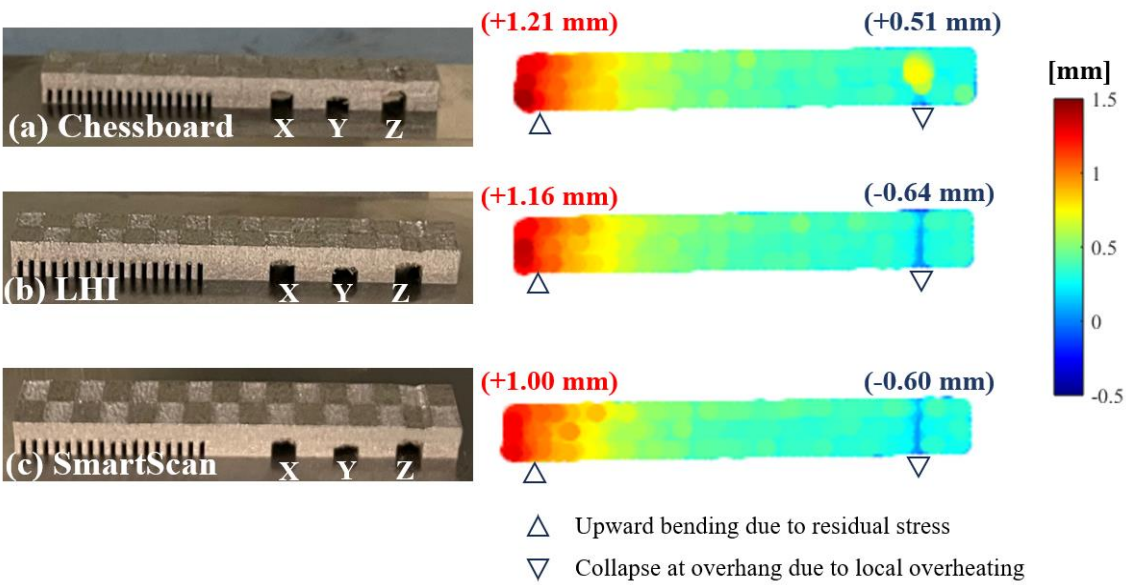 (+1.21 mm)
(+0.51 mm)
[mm]
(a) Chessboard
X
Y
Z
1.5
1
0.5
0
-0.5
(+1.16 mm)
(-0.64 mm)
(b) LHI
X
Y
Z
(+1.00 mm)
(-0.60 mm)
(c) SmartScan
X
Y
Z
Upward bending due to residual stress
Collapse at overhang due to local overheating